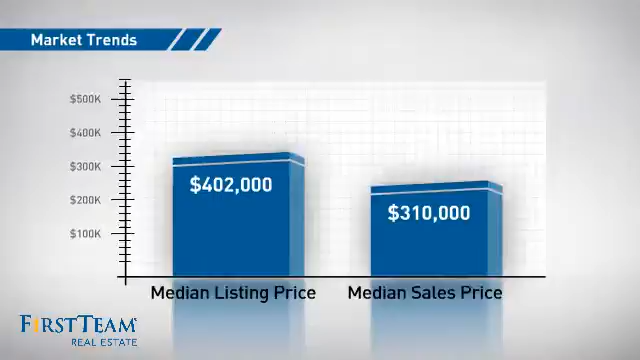 Market Trends
$500K
$400K
$300K
$200K
$100K
$402,000
$310,000
Median Listing Price
Median Sales Price
FIRSTTEAM®
REAL ESTATE